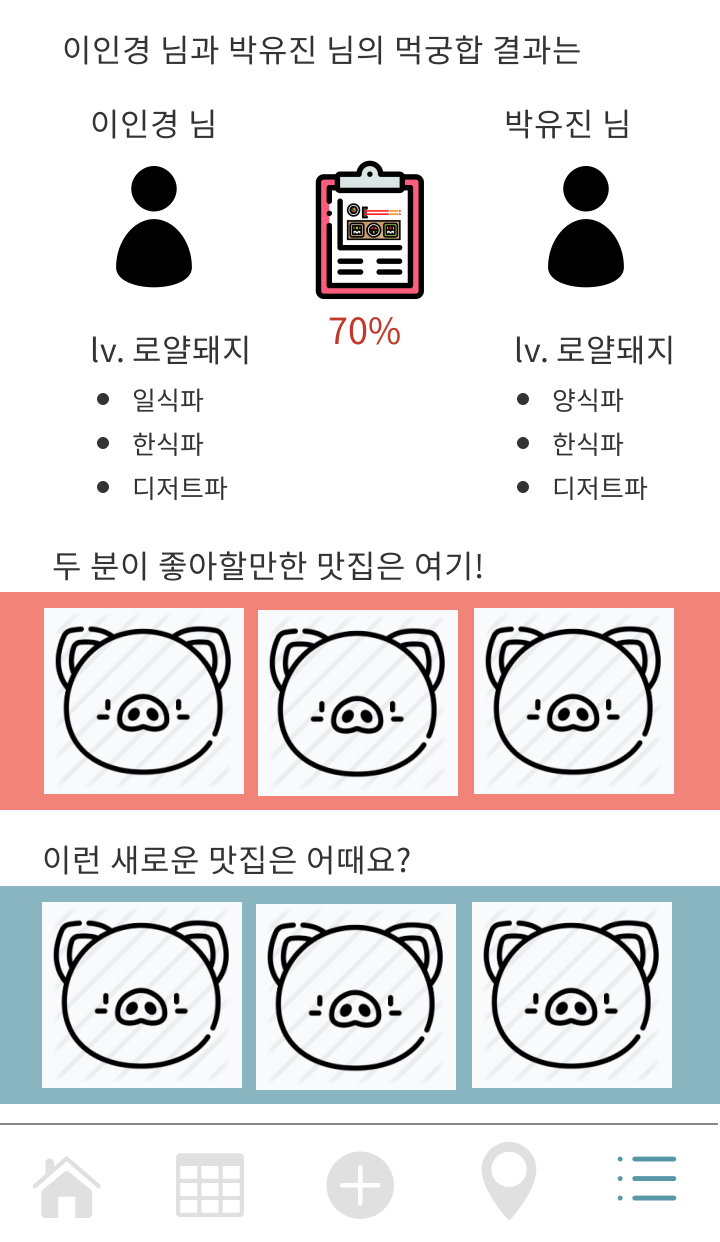 이인경 님과 박유진 님의 먹궁합 결과는
이인경 님
박유진 님
70%
lv. 로얄돼지
lv. 로얄돼지
일식파
한식파
디저트파
양식파
한식파
디저트파
두 분이 좋아할만한 맛집은 여기!
이런 새로운 맛집은 어때요?